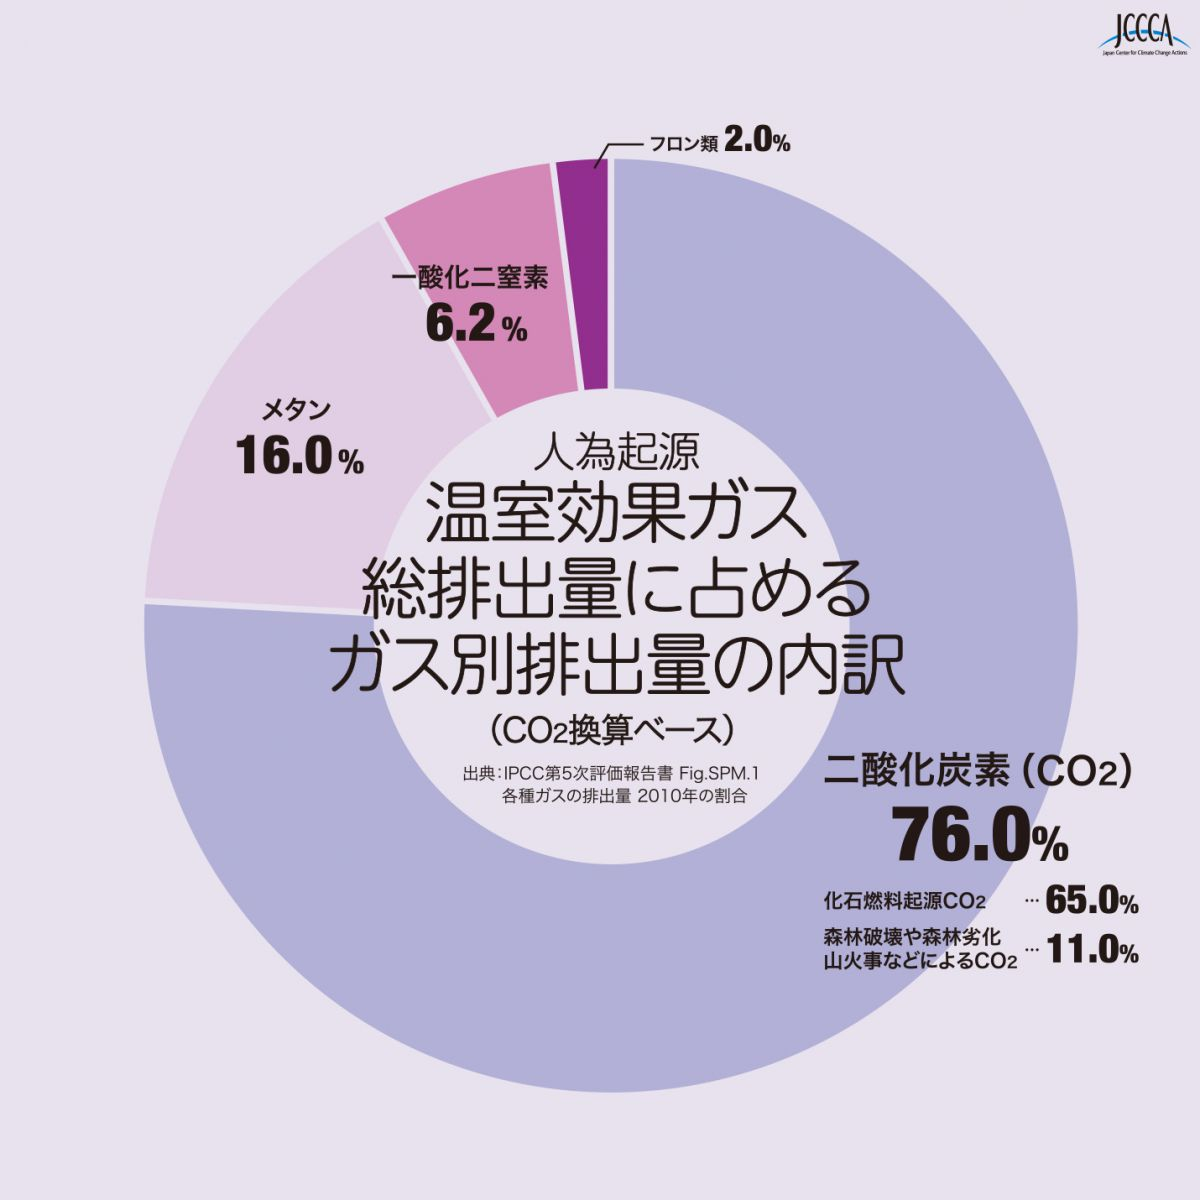 JCCCA
Japan Center for Climate Change Actions
フロン類 2.0%
一酸化二窒素
6.2%
メタン
16.0%
人為起源
温室効果ガス
総排出量に占める
ガス別排出量の内訳
(CO2換算ベース)
出典:IPCC第5次評価報告書 Fig.SPM.1
各種ガスの排出量 2010年の割合
二酸化炭素(CO2)
76.0%
化石燃料起源CO2 … 65.0%
森林破壊や森林劣化
山火事などによるCO2 … 11.0%